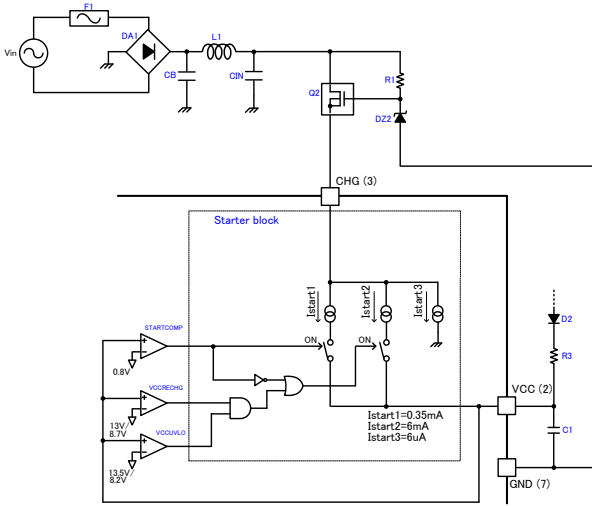 F1
Vin
DA1
L1
CB
CIN
Q2
R1
DZ2
CHG (3)
Starter block
Istart1
Istart2
Istart3
STARTCOMP
ON
ON
0.8V
VCCRECHG
13V/
8.7V
VCCUVLO
13.5V/
8.2V
Istart1=0.35mA
Istart2=6mA
Istart3=6uA
D2
R3
VCC (2)
C1
GND (7)